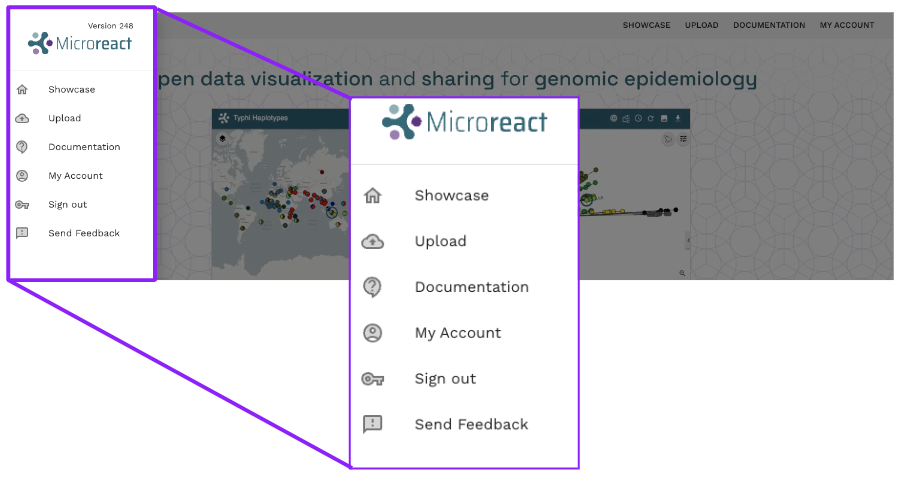 Version 248
Microreact
Showcase
Upload
Documentation
My Account
Sign out
Send Feedback
SHOWCASE UPLOAD DOCUMENTATION MY ACCOUNT
pen data visualization and sharing for genomic epidemiology
Typhi Haplotypes
Microreact
Showcase
Upload
Documentation
My Account
Sign out
Send Feedback